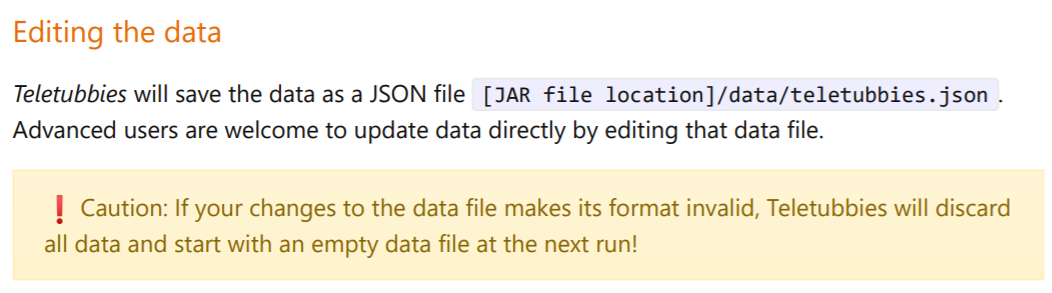 Editing the data
Teletubbies will save the data as a JSON file [JAR file location]/data/teletubbies.json.
Advanced users are welcome to update data directly by editing that data file.
❗ Caution: If your changes to the data file makes its format invalid, Teletubbies will discard
all data and start with an empty data file at the next run!